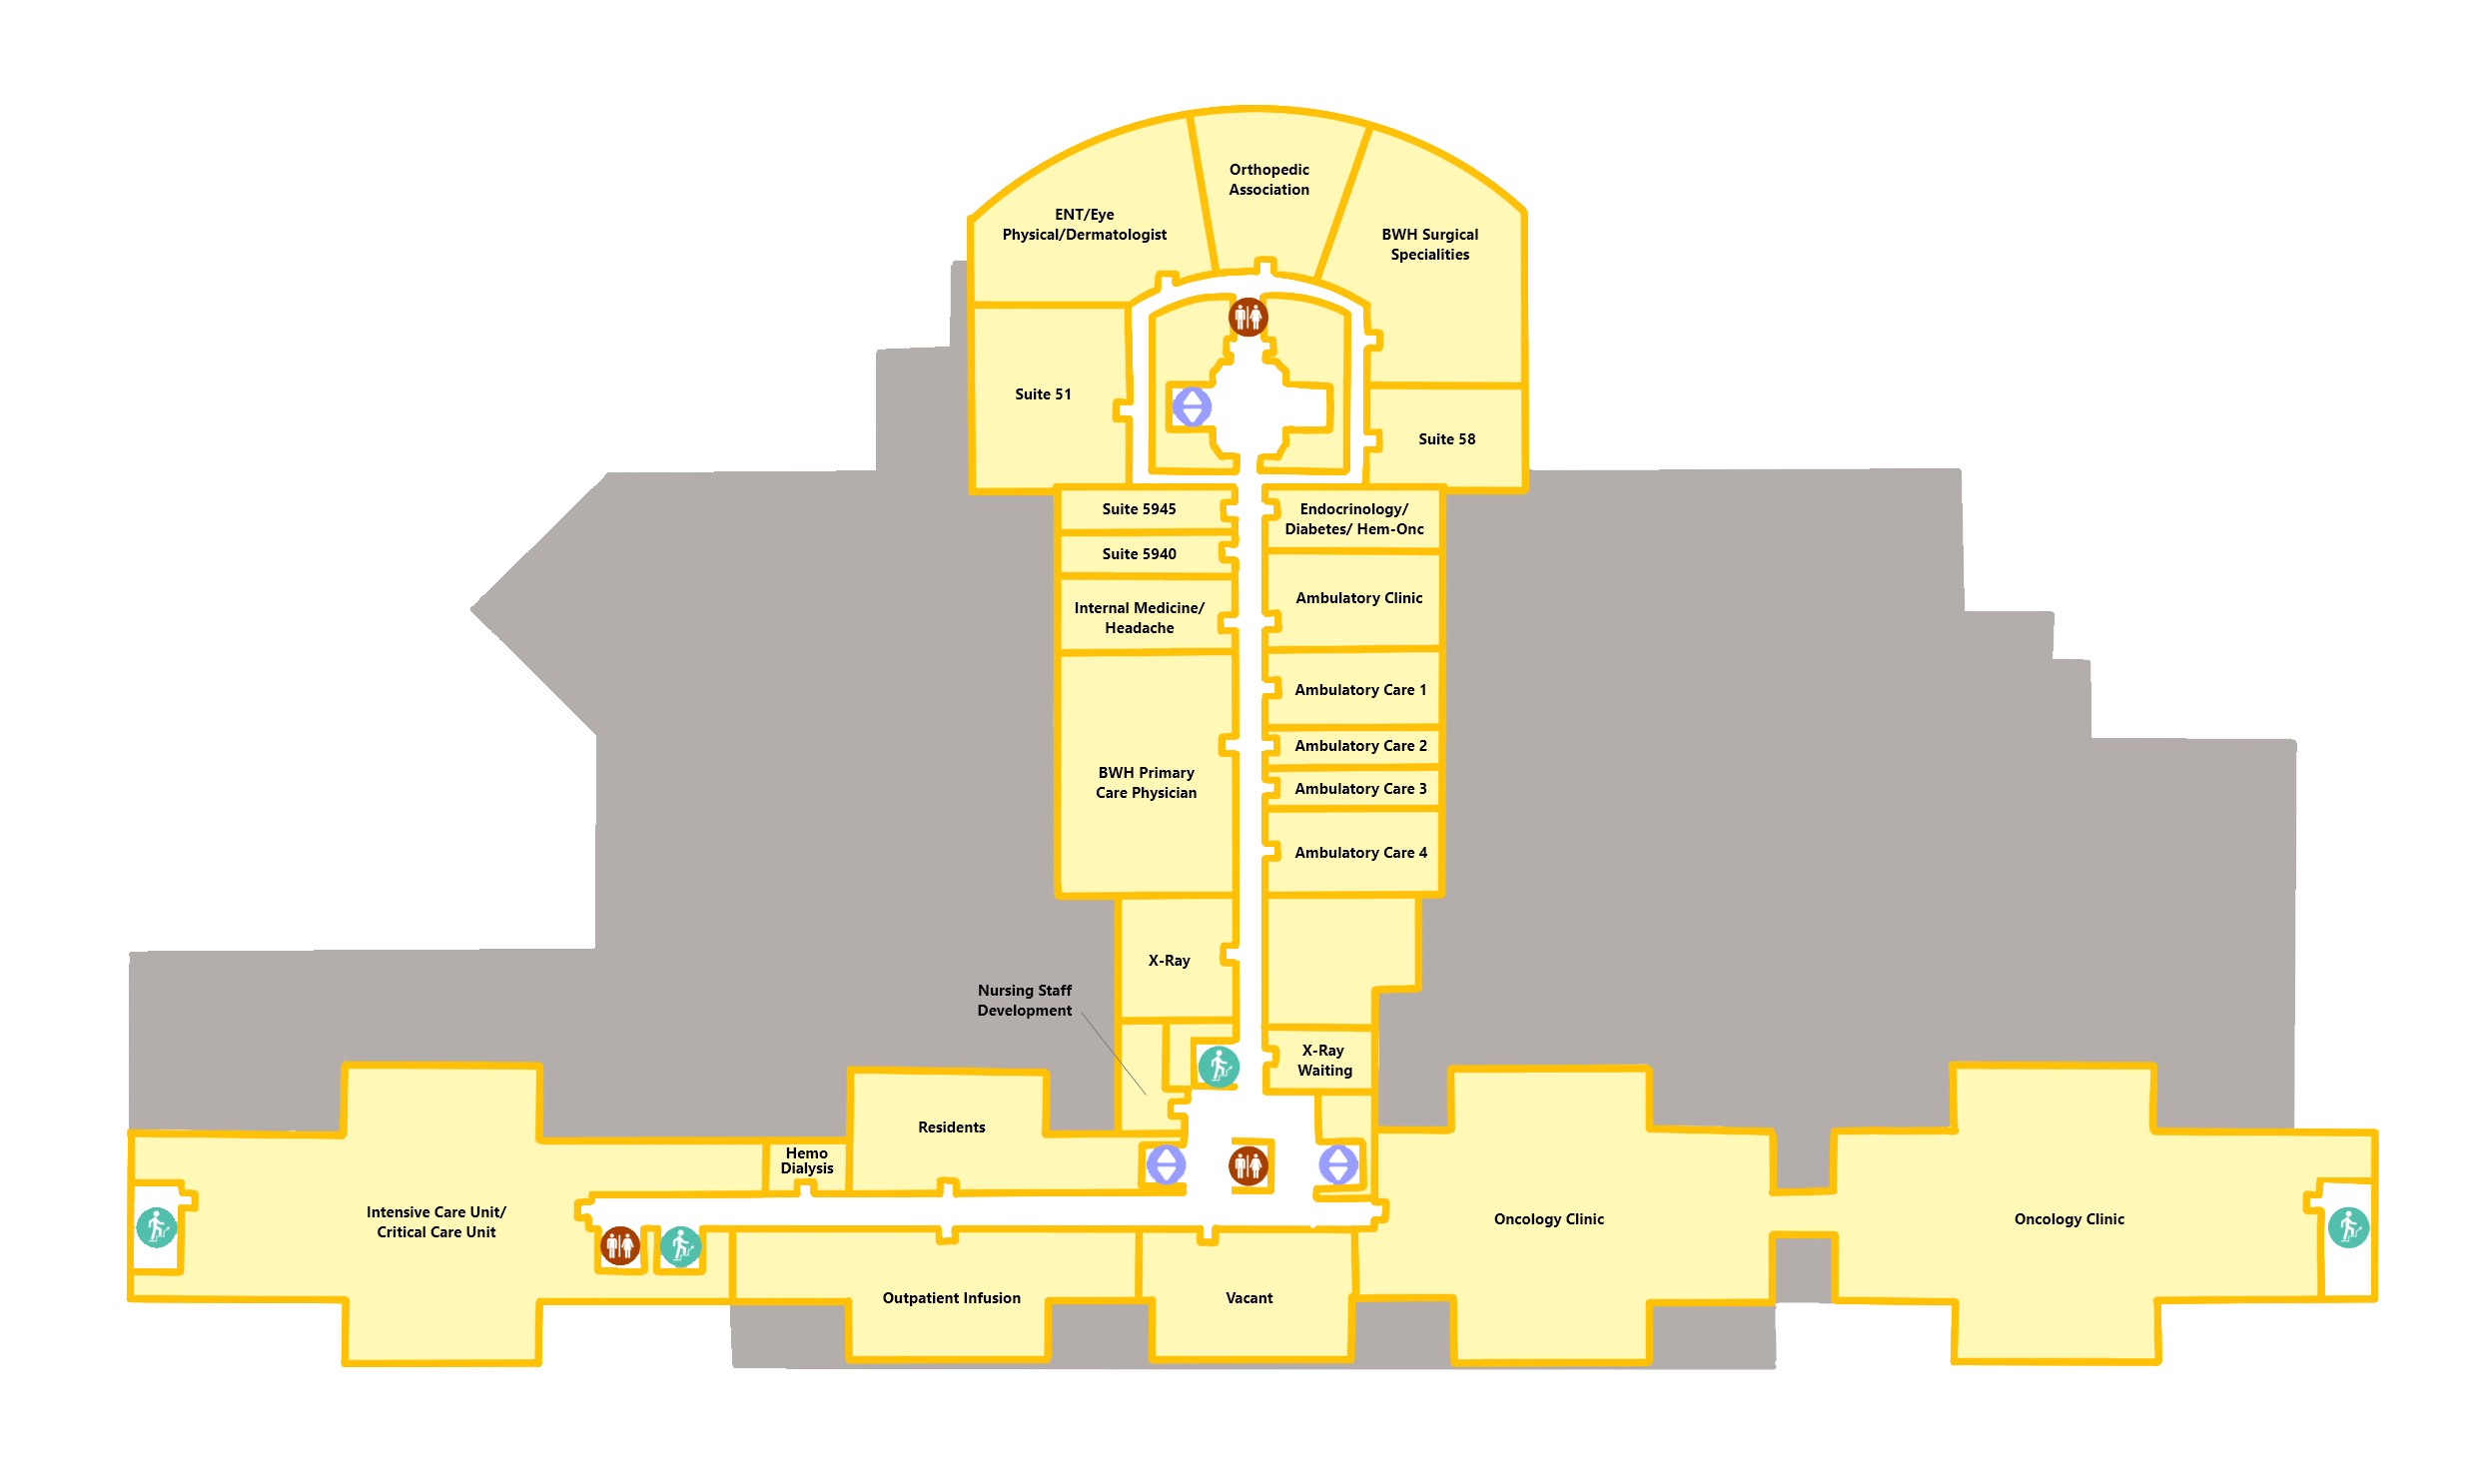 Orthopedic
Association
ENT/Eye
Physical/Dermatologist
BWH Surgical
Specialities
Suite 51
Suite 58
Suite 5945
Endocrinology/
Diabetes/ Hem-Onc
Suite 5940
Ambulatory Clinic
Internal Medicine/
Headache
Ambulatory Care 1
Ambulatory Care 2
BWH Primary
Care Physician
Ambulatory Care 3
Ambulatory Care 4
X-Ray
Nursing Staff
Development
X-Ray
Waiting
Residents
Hemo
Dialysis
Intensive Care Unit/
Critical Care Unit
Oncology Clinic
Oncology Clinic
Outpatient Infusion
Vacant